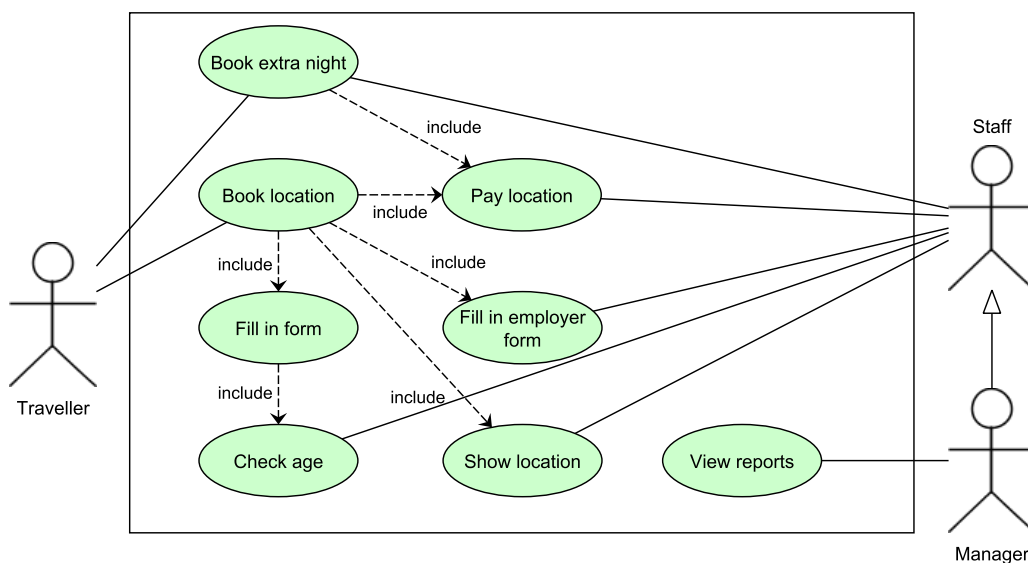 Book extra night
Staff
include
Book location
Pay location
include
include
include
Fill in form
Fill in employer
form
include
include
Traveller
Check age
Show location
View reports
Manager